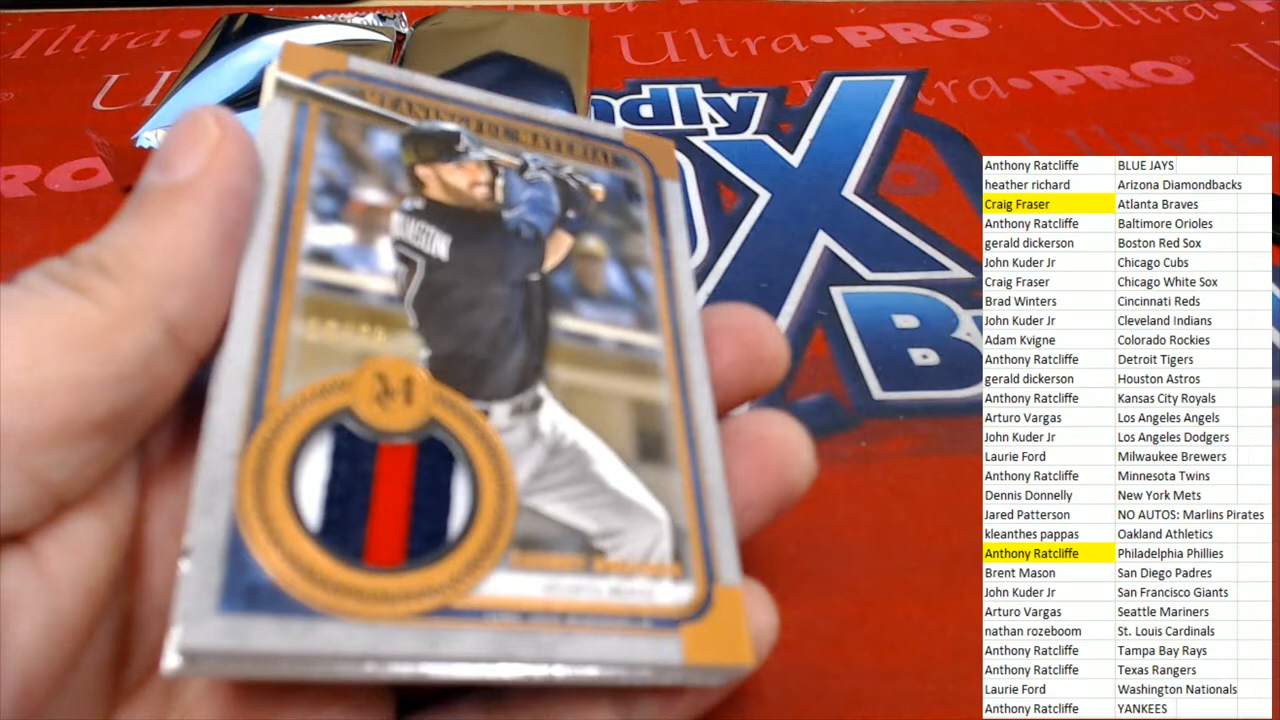 Ultra•PRO
Ultra•PRO
Ultra•PRO
PRO
ndly
MEANINGFUL MATERIAL
M
Anthony Ratcliffe BLUE JAYS
heather richard Arizona Diamondbacks
Craig Fraser Atlanta Braves
Anthony Ratcliffe Baltimore Orioles
gerald dickerson Boston Red Sox
John Kuder Jr Chicago Cubs
Craig Fraser Chicago White Sox
Brad Winters Cincinnati Reds
John Kuder Jr Cleveland Indians
Adam Kvigne Colorado Rockies
Anthony Ratcliffe Detroit Tigers
gerald dickerson Houston Astros
Anthony Ratcliffe Kansas City Royals
Arturo Vargas Los Angeles Angels
John Kuder Jr Los Angeles Dodgers
Laurie Ford Milwaukee Brewers
Anthony Ratcliffe Minnesota Twins
Dennis Donnelly New York Mets
Jared Patterson NO AUTOS: Marlins Pirates
kleanthes pappas Oakland Athletics
Anthony Ratcliffe Philadelphia Phillies
Brent Mason San Diego Padres
John Kuder Jr San Francisco Giants
Arturo Vargas Seattle Mariners
nathan rozeboom St. Louis Cardinals
Anthony Ratcliffe Tampa Bay Rays
Anthony Ratcliffe Texas Rangers
Laurie Ford Washington Nationals
Anthony Ratcliffe YANKEES